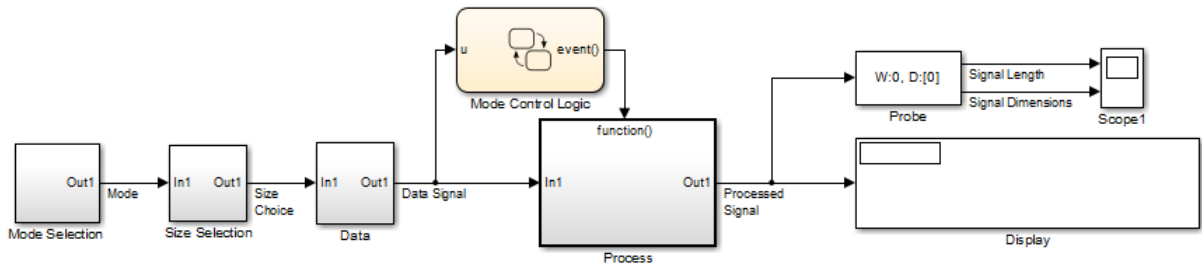 u
event()
Mode Control Logic
W:0, D:[0]
Probe
Signal Length
Signal Dimensions
Scope1
function()
Out1
Mode Selection
Mode
In1
Out1
Size Selection
Size
Choice
In1
Out1
Data
Data Signal
In1
Out1
Process
Processed
Signal
Display